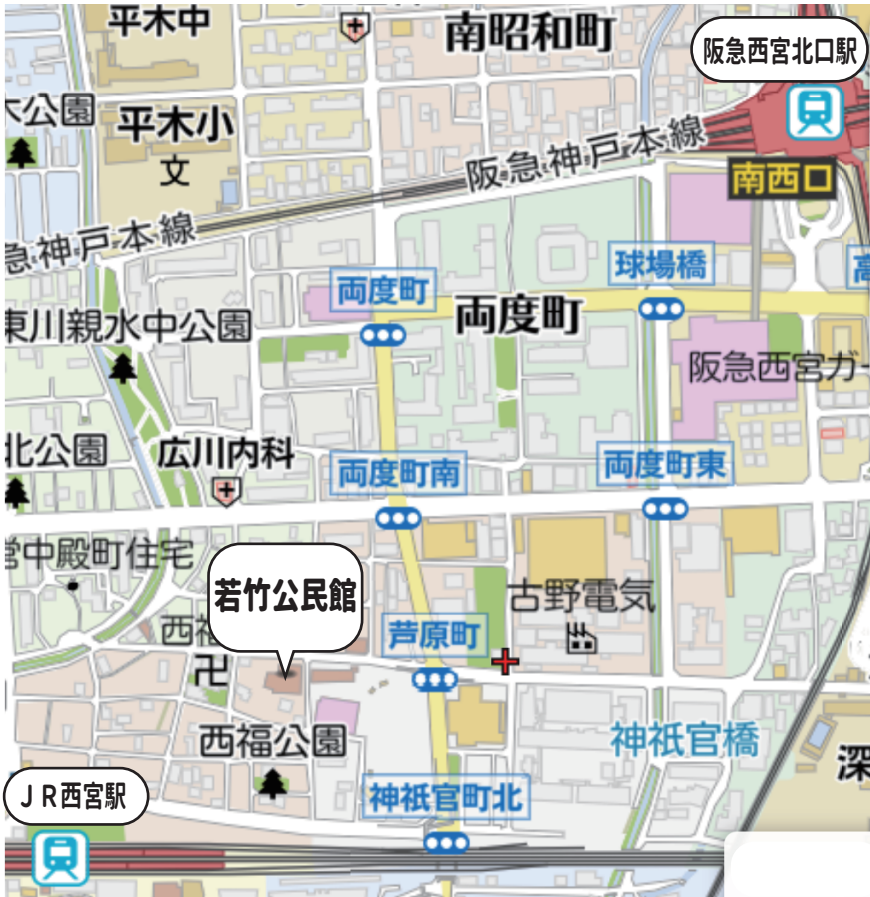 平木中
南昭和町
阪急西宮北口駅
公園
平木小
文
阪急神戸本線
南西口
急神戸本線
球場橋
高
両度町
両度町
東川親水中公園
阪急西宮ガ
北公園
広川内科
両度町南
両度町東
営中殿町住宅
若竹公民館
古野電気
西福
芦原町
卍
西福公園
神祇官橋
深
JR西宮駅
神祇官町北